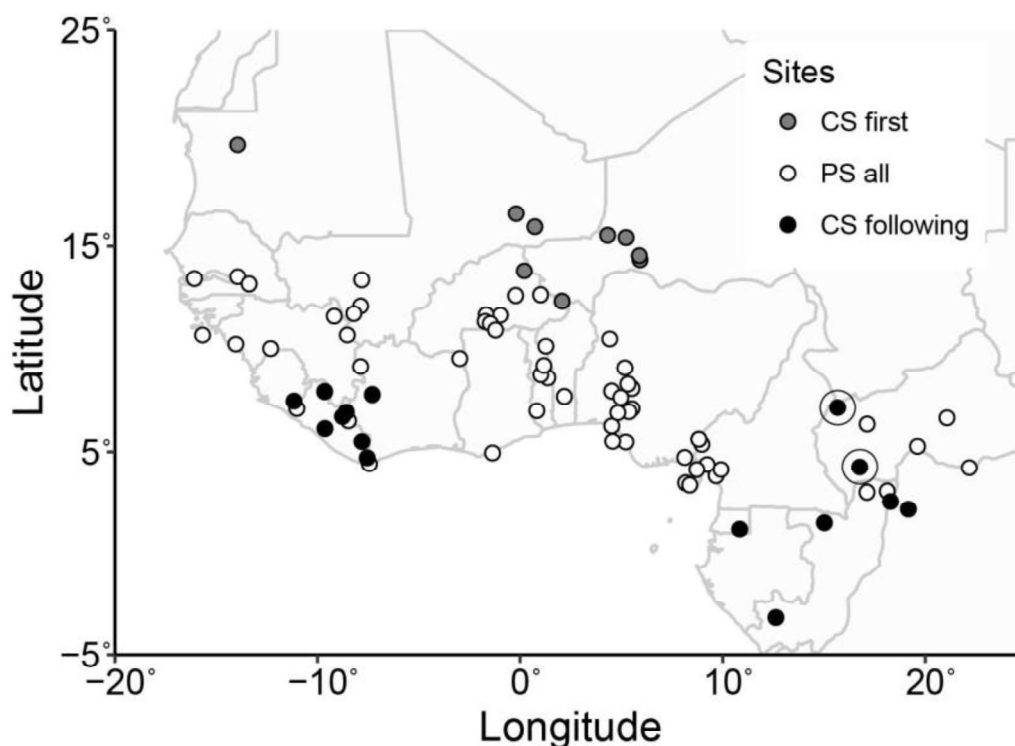 25°
15°
5°
−5°
Latitude
−20°
−10°
0°
10°
20°
Longitude
Sites
CS first
PS all
CS following